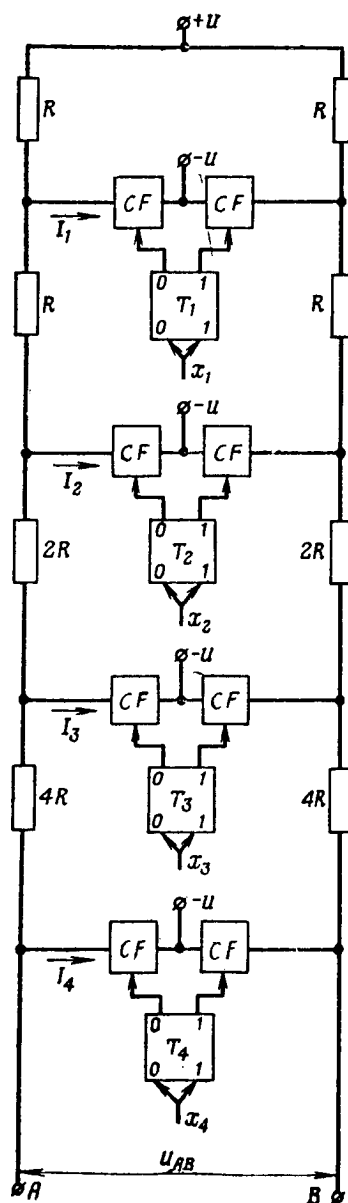 +u
R R
-u
CF CF
I₁
0 1
T₁
0 1
x₁
R R
-u
CF CF
I₂
0 1
T₂
0 1
x₂
2R 2R
-u
CF CF
I₃
0 1
T₃
0 1
x₃
4R 4R
-u
CF CF
I₄
0 1
T₄
0 1
x₄
A u_AB B